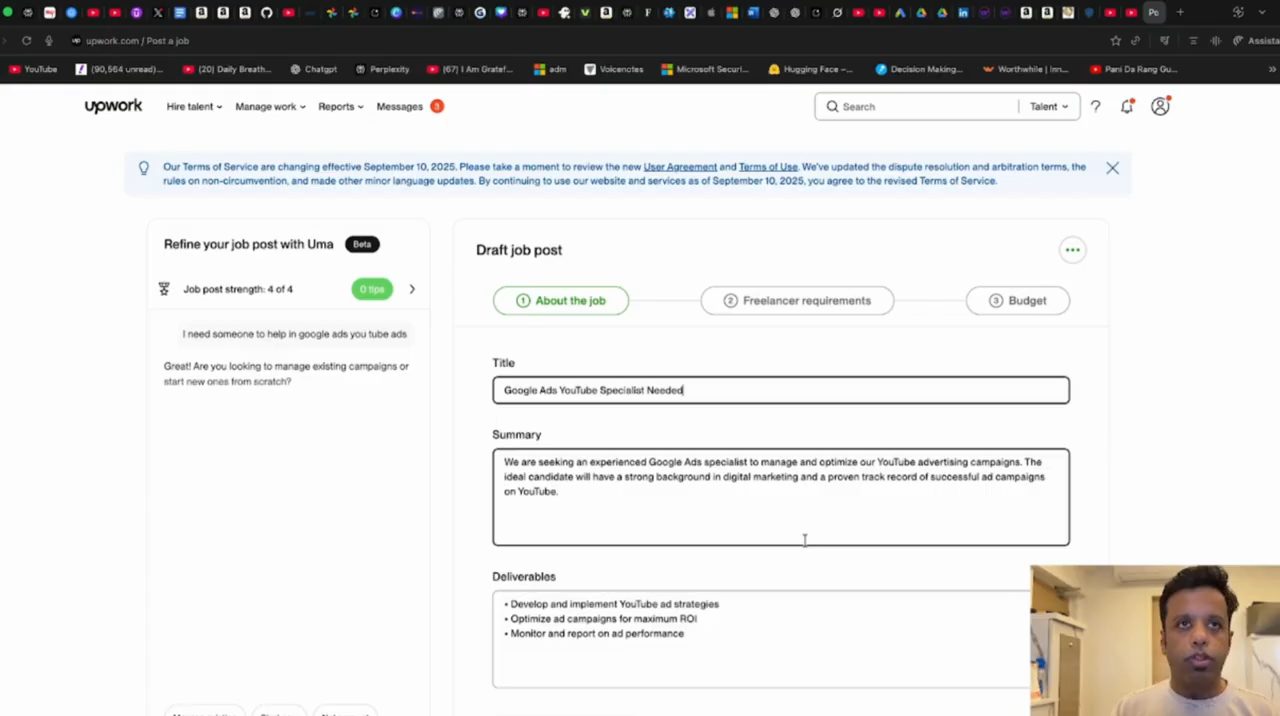 upwork.com / Post a job
Assista
YouTube
(90,564 unread)...
(20) Daily Breath...
Chatgpt
Perplexity
(67) I Am Gratef...
adm
Voicenotes
Microsoft Securi...
Hugging Face –...
Decision Making...
Worthwhile | Inn...
Pani Da Rang Gu...
upwork
Hire talent
Manage work
Reports
Messages
3
Search
Talent
?
Our Terms of Service are changing effective September 10, 2025. Please take a moment to review the new User Agreement and Terms of Use. We've updated the dispute resolution and arbitration terms, the
rules on non-circumvention, and made other minor language updates. By continuing to use our website and services as of September 10, 2025, you agree to the revised Terms of Service.
Refine your job post with Uma
Beta
Job post strength: 4 of 4
0 tips
I need someone to help in google ads you tube ads
Great! Are you looking to manage existing campaigns or
start new ones from scratch?
Draft job post
1 About the job
2 Freelancer requirements
3 Budget
Title
Google Ads YouTube Specialist Needed
Summary
We are seeking an experienced Google Ads specialist to manage and optimize our YouTube advertising campaigns. The
ideal candidate will have a strong background in digital marketing and a proven track record of successful ad campaigns
on YouTube.
Deliverables
• Develop and implement YouTube ad strategies
• Optimize ad campaigns for maximum ROI
• Monitor and report on ad performance